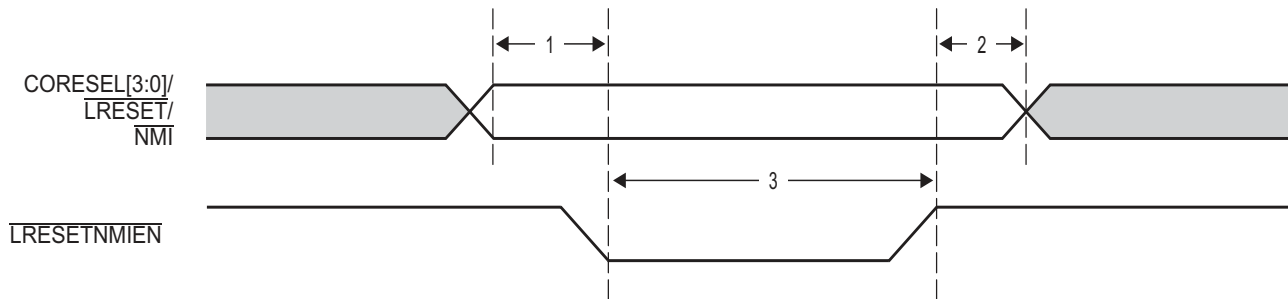 1
2
CORESEL[3:0]/
LRESET/
NMI
3
LRESETNMIEN